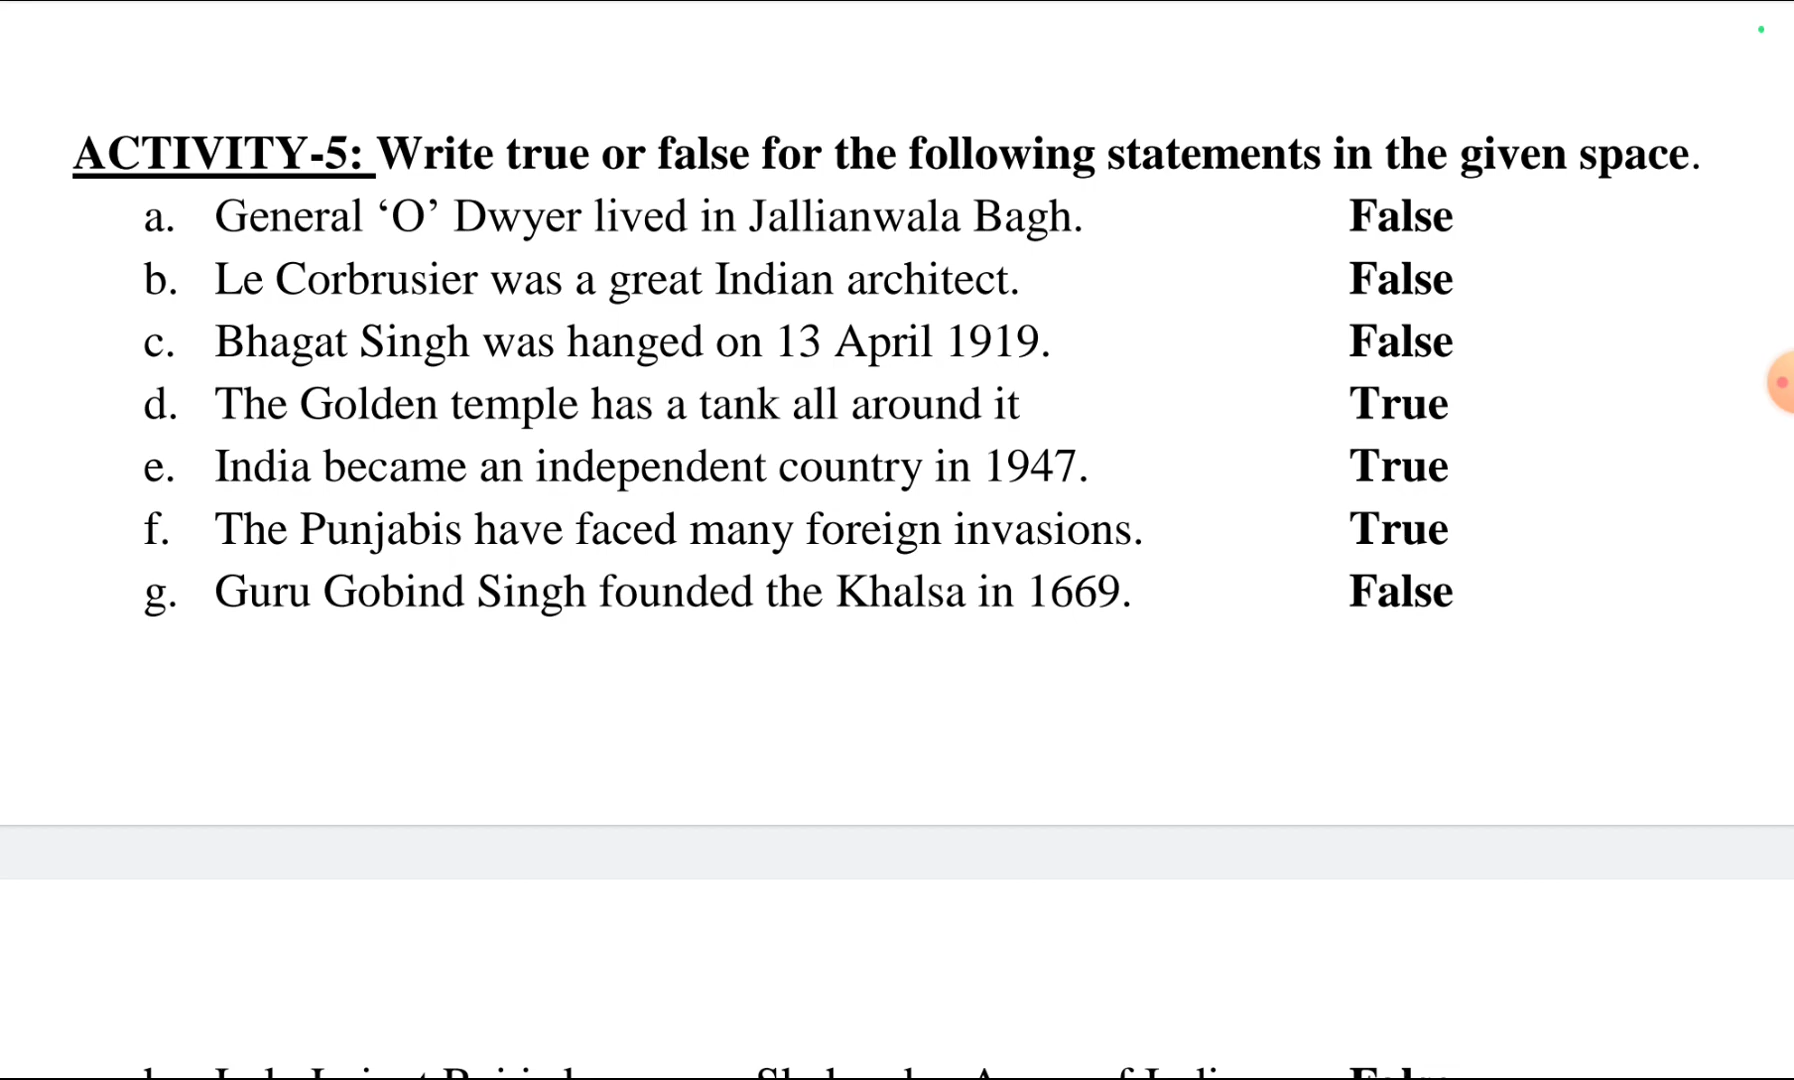 ACTIVITY-5: Write true or false for the following statements in the given space.
a. General ‘O’ Dwyer lived in Jallianwala Bagh. False
b. Le Corbrusier was a great Indian architect. False
c. Bhagat Singh was hanged on 13 April 1919. False
d. The Golden temple has a tank all around it True
e. India became an independent country in 1947. True
f. The Punjabis have faced many foreign invasions. True
g. Guru Gobind Singh founded the Khalsa in 1669. False